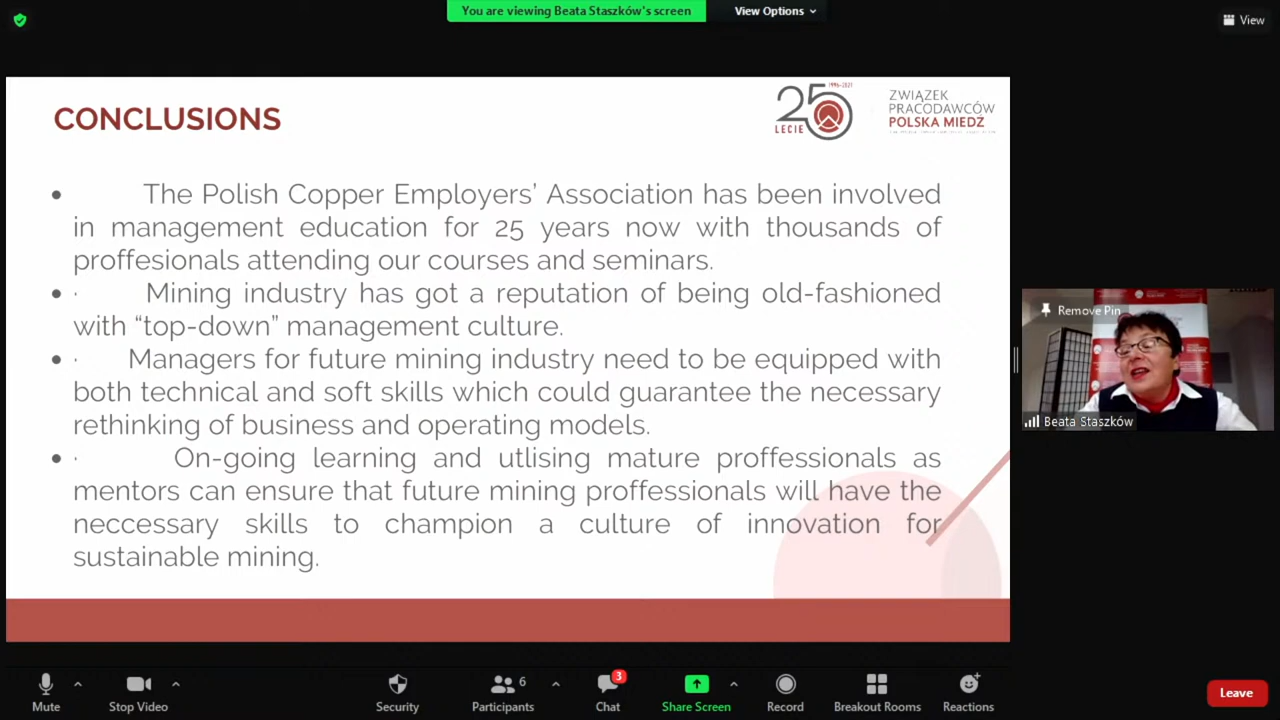 You are viewing Beata Staszków's screen
View Options
View
CONCLUSIONS
1996-2021
25
LECIE
ZWIĄZEK
PRACODAWCÓW
POLSKA MIEDŹ
• The Polish Copper Employers' Association has been involved
in management education for 25 years now with thousands of
proffesionals attending our courses and seminars.
• · Mining industry has got a reputation of being old-fashioned
with “top-down” management culture.
• · Managers for future mining industry need to be equipped with
both technical and soft skills which could guarantee the necessary
rethinking of business and operating models.
• · On-going learning and utlising mature proffessionals as
mentors can ensure that future mining proffessionals will have the
neccessary skills to champion a culture of innovation for
sustainable mining.
Remove Pin
Beata Staszków
Mute
Stop Video
Security
6
Participants
3
Chat
Share Screen
Record
Breakout Rooms
Reactions
Leave